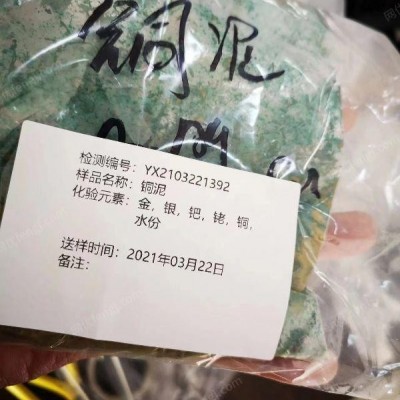 铜泥
检测编号: YX2103221392
样品名称: 铜泥
化验元素: 金, 银, 钯, 铑, 铜,
水份
送样时间: 2021年03月22日
备注: